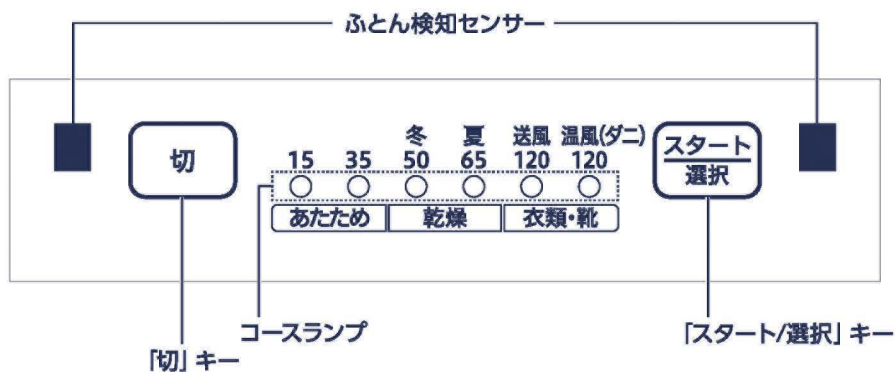 ふとん検知センサー
切
冬 夏 送風 温風(ダニ)
15 35 50 65 120 120
あたため 乾燥 衣類・靴
スタート
選択
コースランプ
「切」キー
「スタート/選択」キー